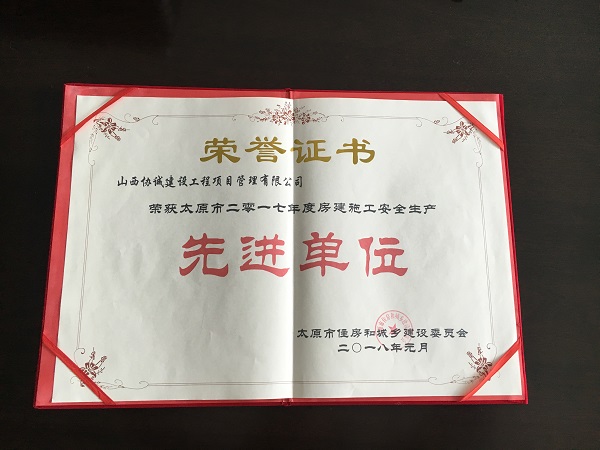 荣誉证书
山西协诚建设工程项目管理有限公司
荣获太原市二零一七年度房建施工安全生产
先进单位
太原市住房和城乡建设委员会
二〇一八年元月